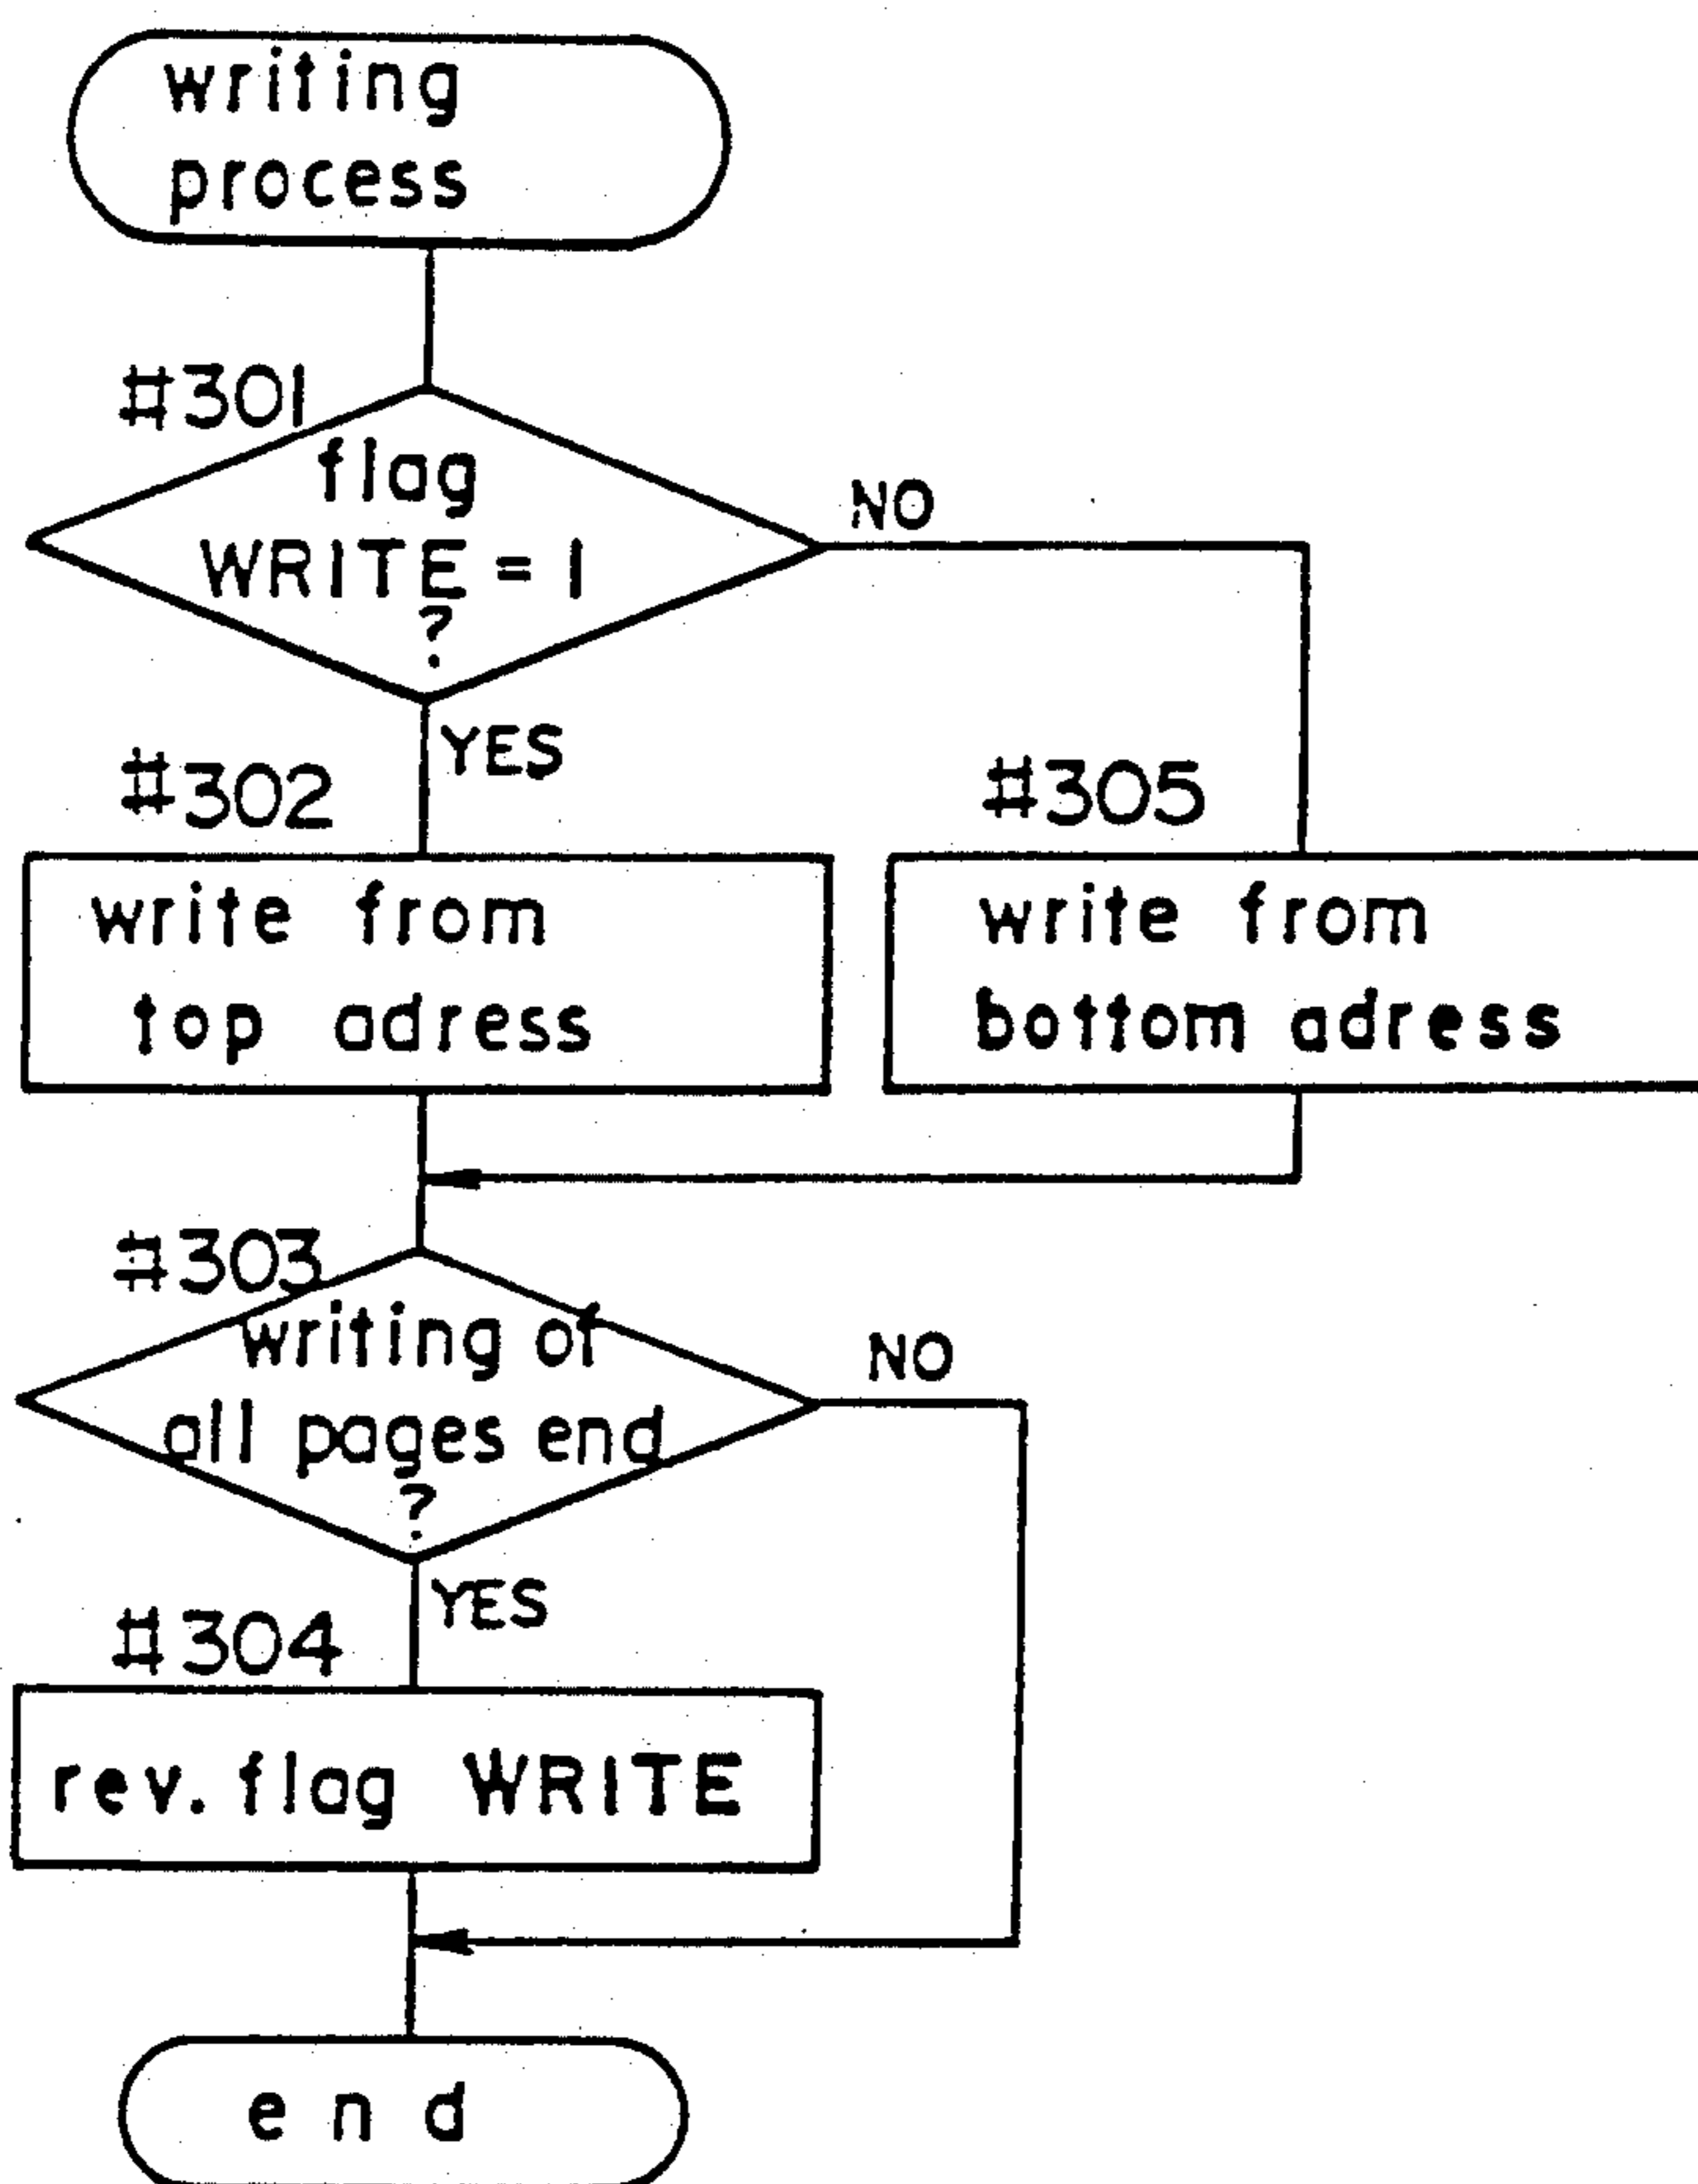 writing
process
#301
flag
WRITE = 1
?
NO
YES
#302
write from
top adress
#305
write from
bottom adress
#303
writing of
all pages end
?
NO
YES
#304
rev. flag WRITE
end